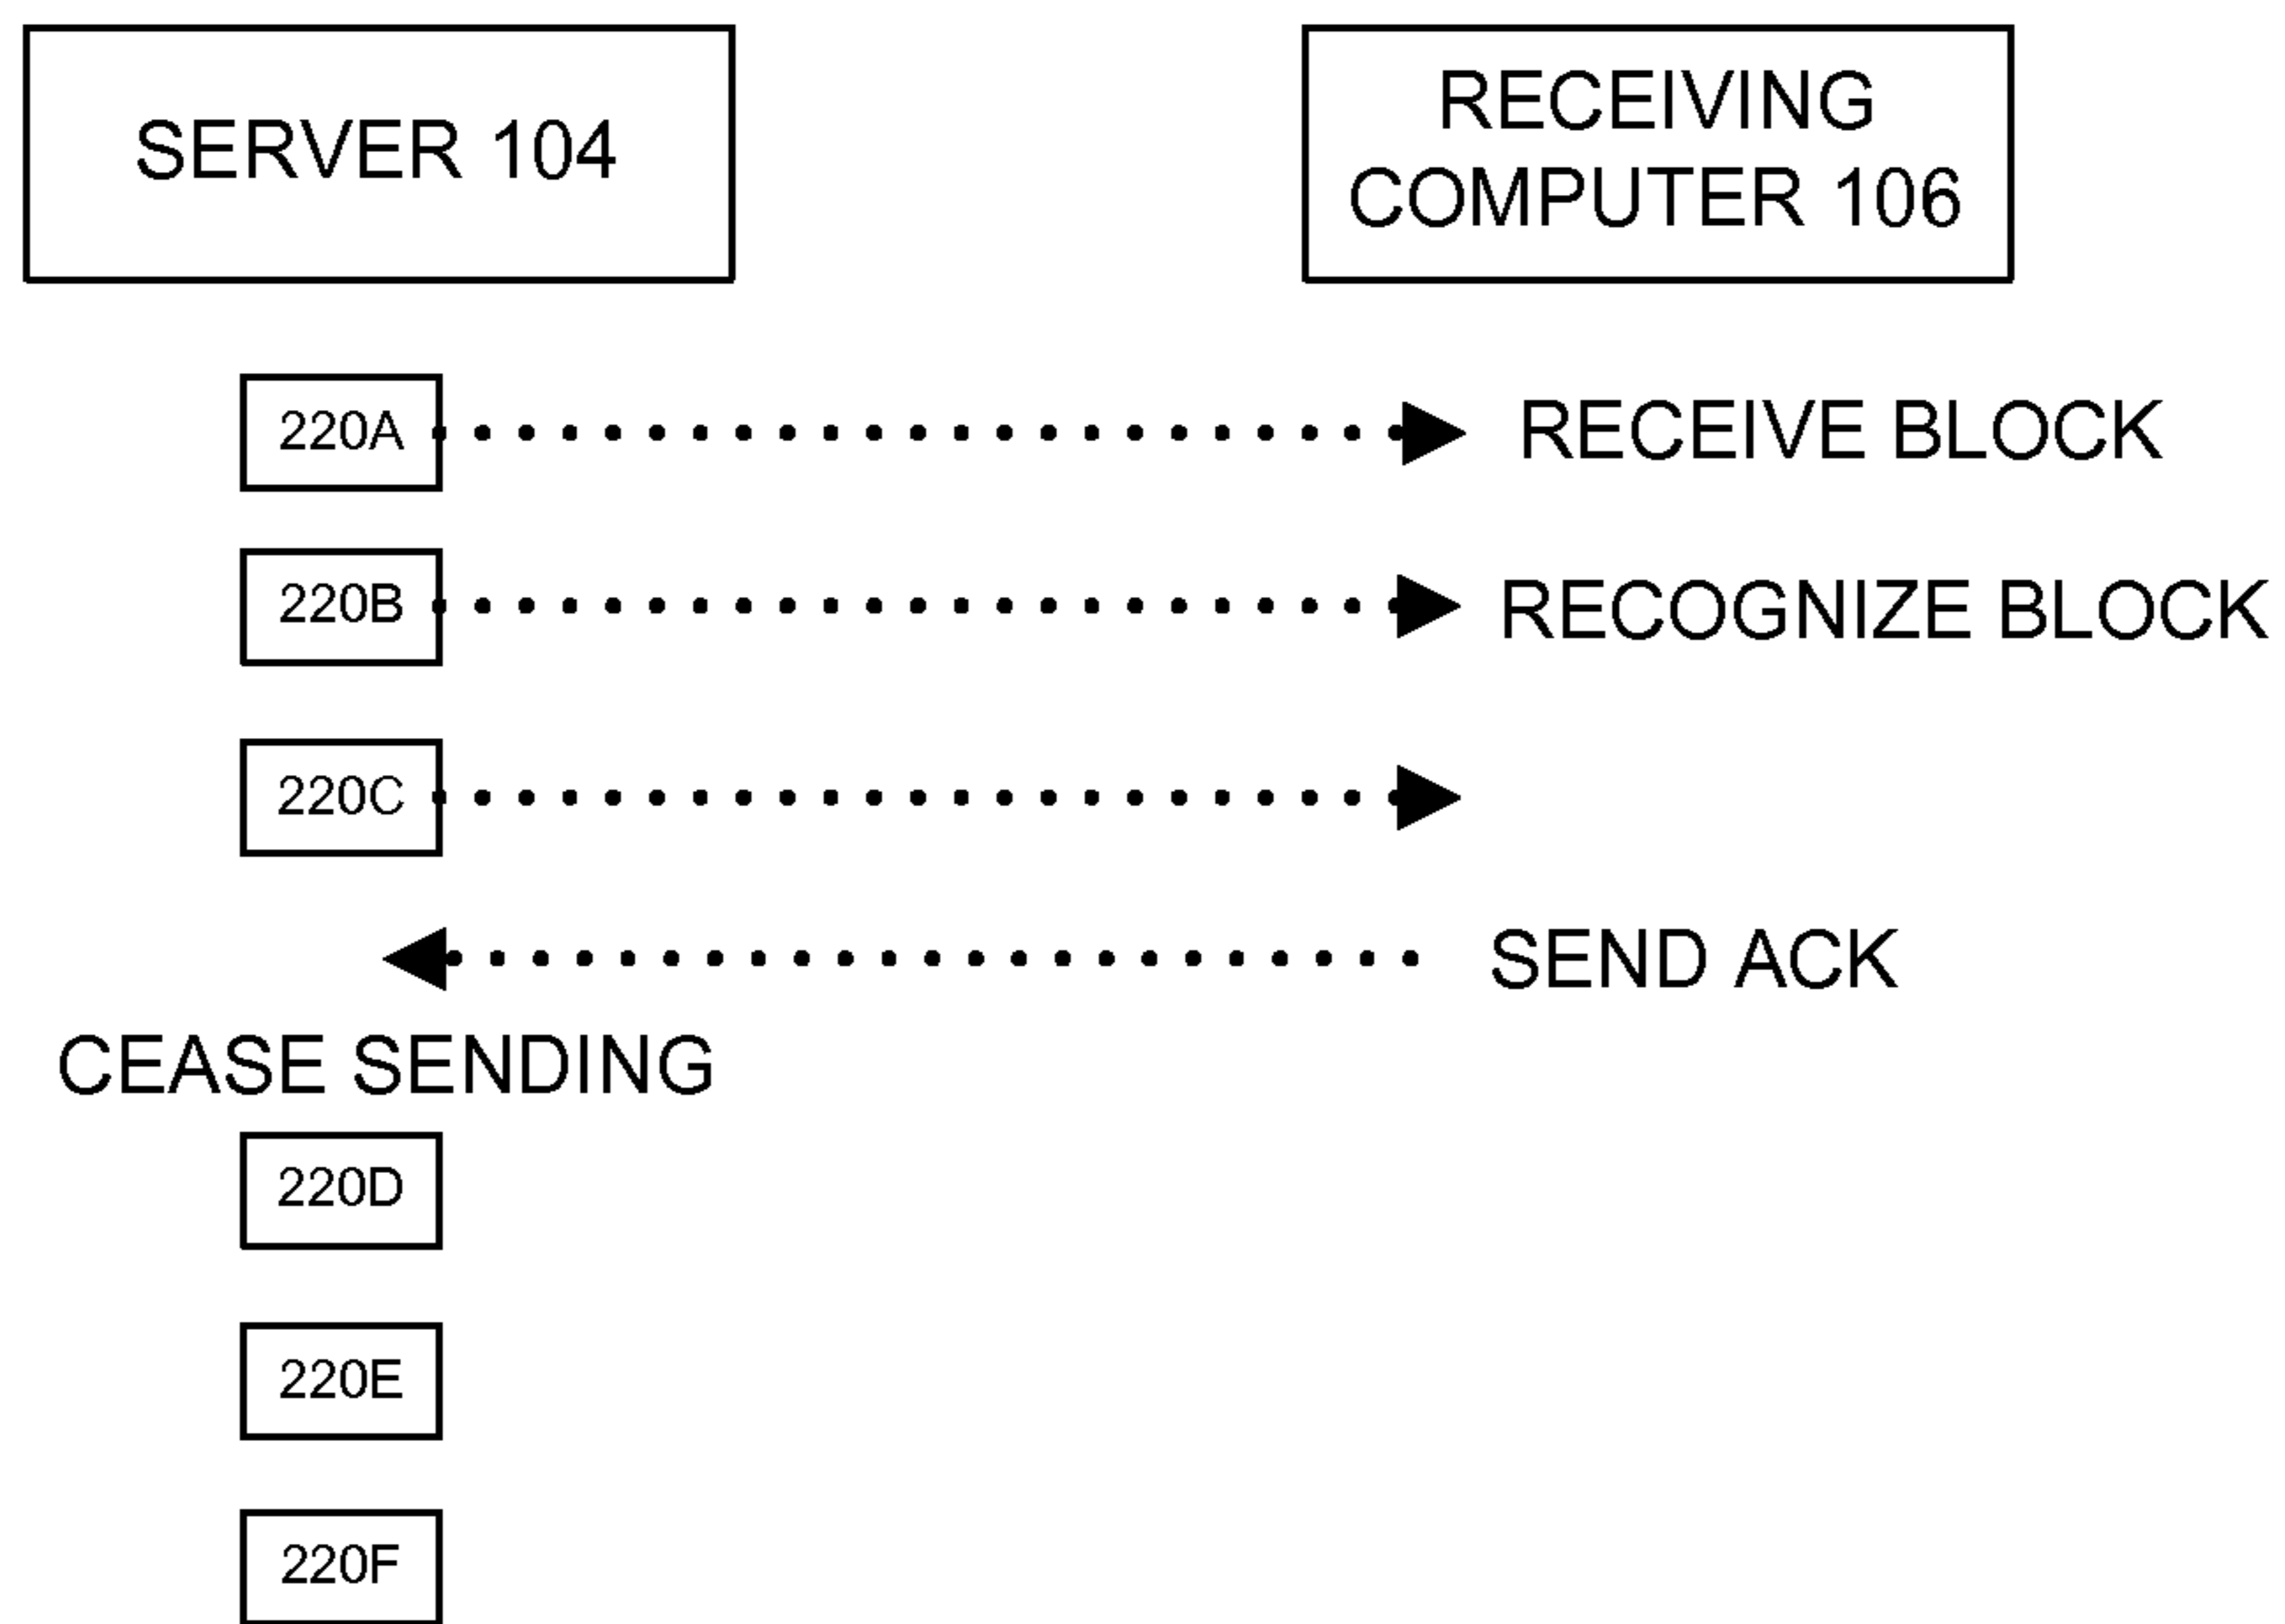 SERVER 104
RECEIVING
COMPUTER 106
220A
RECEIVE BLOCK
220B
RECOGNIZE BLOCK
220C
SEND ACK
CEASE SENDING
220D
220E
220F